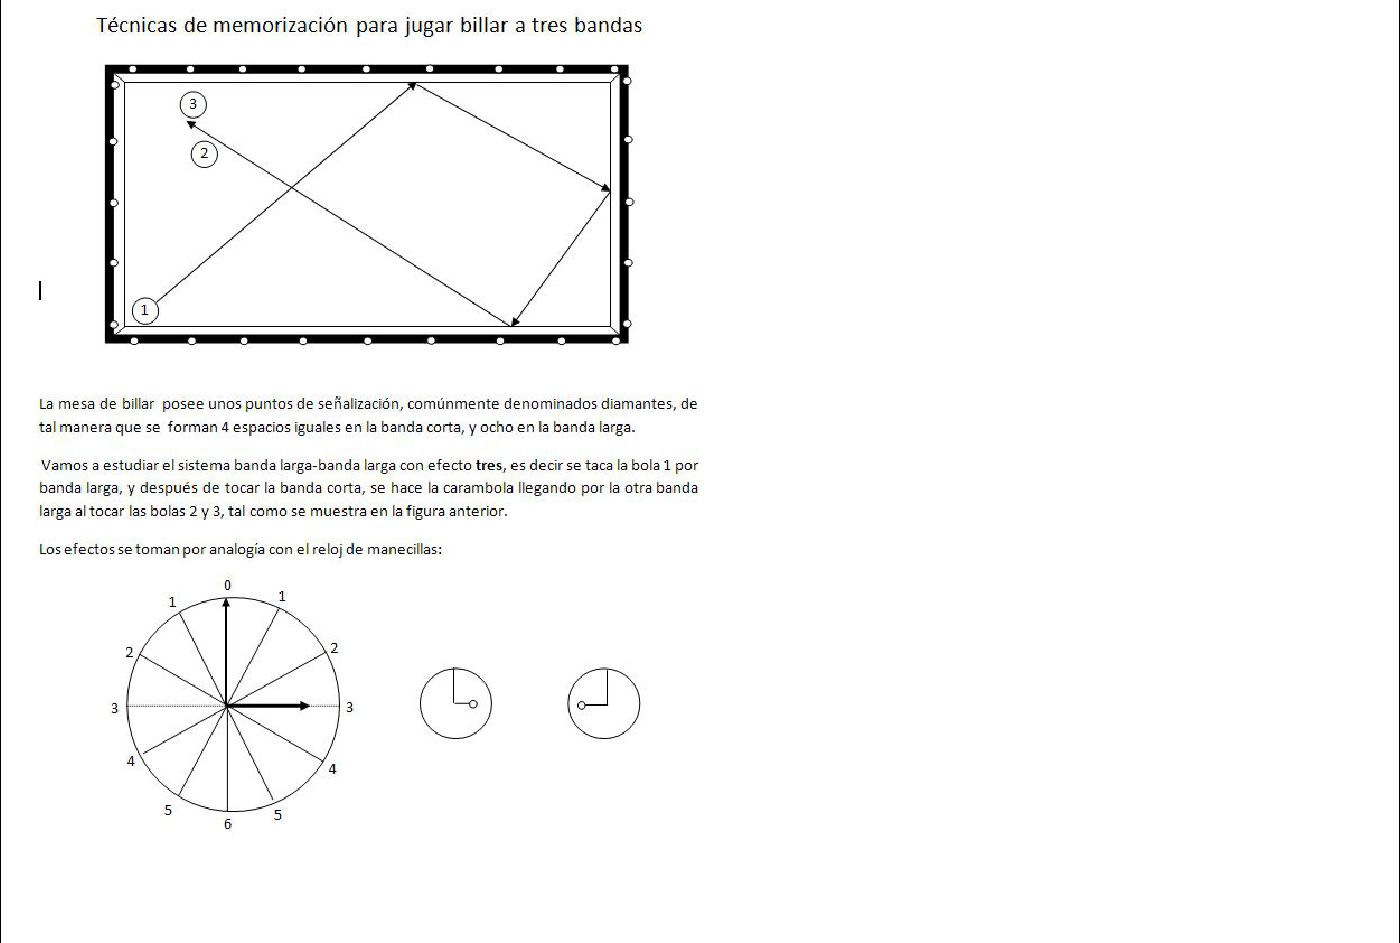 Técnicas de memorización para jugar billar a tres bandas
3
2
1
La mesa de billar posee unos puntos de señalización, comúnmente denominados diamantes, de
tal manera que se forman 4 espacios iguales en la banda corta, y ocho en la banda larga.
Vamos a estudiar el sistema banda larga-banda larga con efecto tres, es decir se taca la bola 1 por
banda larga, y después de tocar la banda corta, se hace la carambola llegando por la otra banda
larga al tocar las bolas 2 y 3, tal como se muestra en la figura anterior.
Los efectos se toman por analogía con el reloj de manecillas:
0
1
1
2
2
3
3
4
4
5
5
6